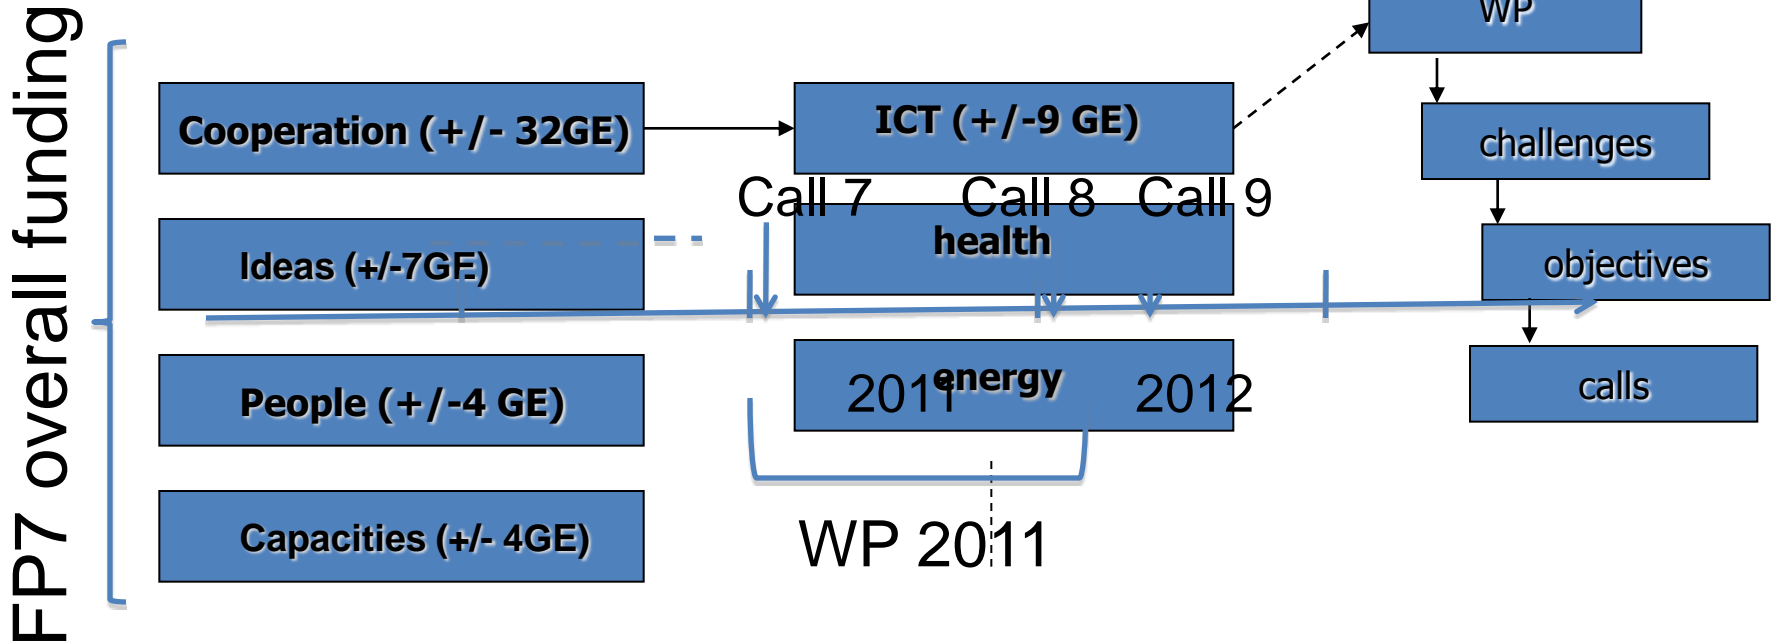 FP7 overall funding
Cooperation (+/- 32GE)
Ideas (+/-7GE)
People (+/-4 GE)
Capacities (+/- 4GE)
ICT (+/-9 GE)
Call 7
Call 8
Call 9
health
energy
2011
2012
WP 2011
WP
challenges
objectives
calls